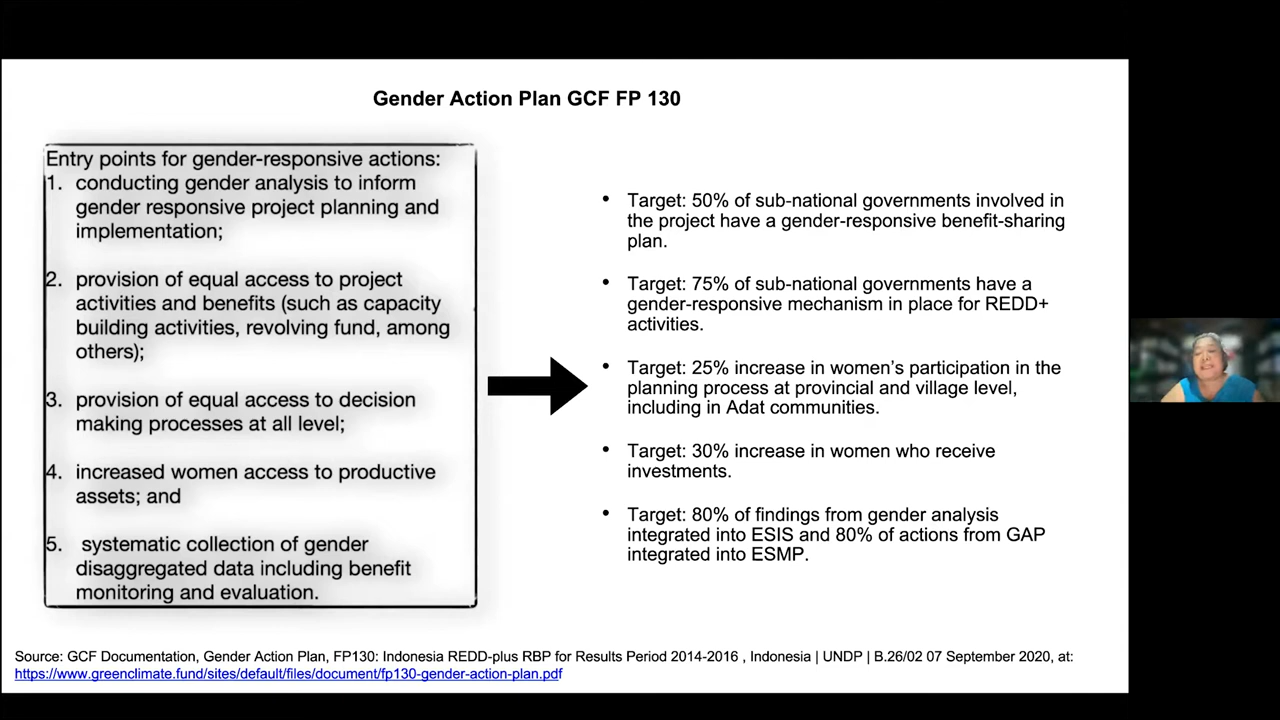 Gender Action Plan GCF FP 130
Entry points for gender-responsive actions:
1. conducting gender analysis to inform
gender responsive project planning and
implementation;
2. provision of equal access to project
activities and benefits (such as capacity
building activities, revolving fund, among
others);
3. provision of equal access to decision
making processes at all level;
4. increased women access to productive
assets; and
5. systematic collection of gender
disaggregated data including benefit
monitoring and evaluation.
• Target: 50% of sub-national governments involved in
the project have a gender-responsive benefit-sharing
plan.
• Target: 75% of sub-national governments have a
gender-responsive mechanism in place for REDD+
activities.
• Target: 25% increase in women’s participation in the
planning process at provincial and village level,
including in Adat communities.
• Target: 30% increase in women who receive
investments.
• Target: 80% of findings from gender analysis
integrated into ESIS and 80% of actions from GAP
integrated into ESMP.
Source: GCF Documentation, Gender Action Plan, FP130: Indonesia REDD-plus RBP for Results Period 2014-2016 , Indonesia | UNDP | B.26/02 07 September 2020, at:
https://www.greenclimate.fund/sites/default/files/document/fp130-gender-action-plan.pdf